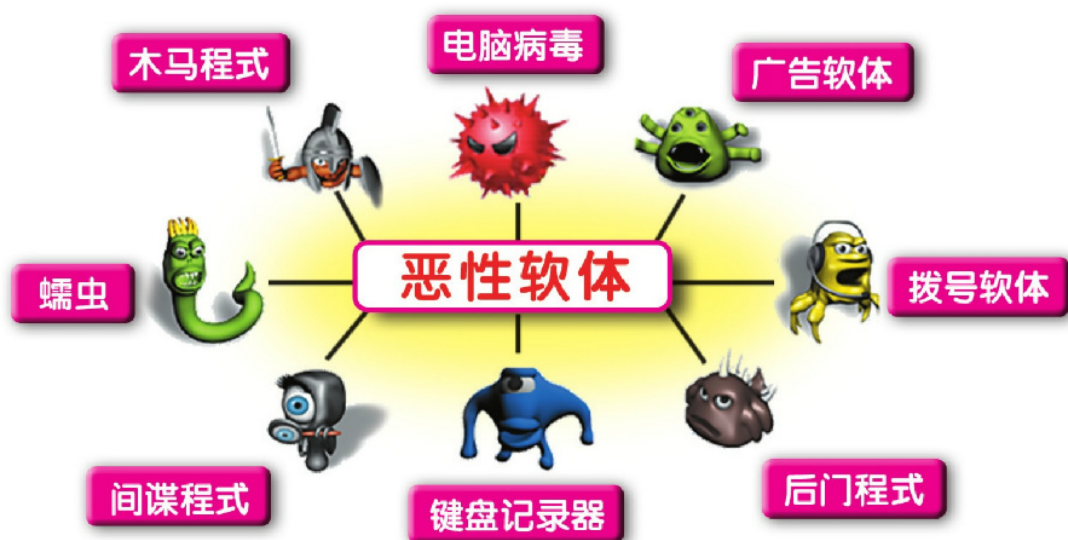 电脑病毒
木马程式
广告软体
蠕虫
恶性软体
拨号软体
间谍程式
键盘记录器
后门程式